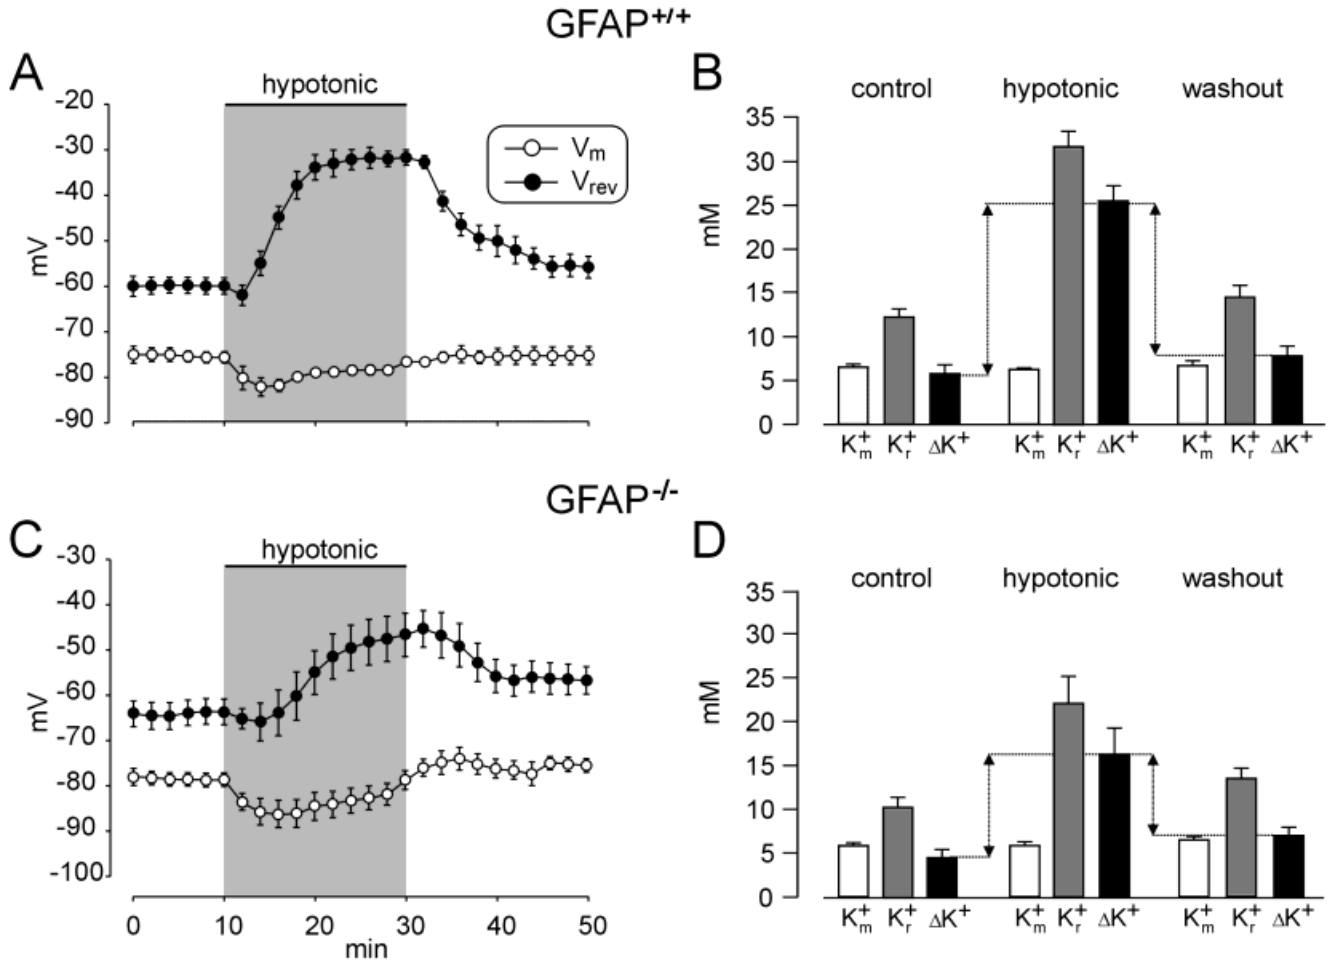 GFAP+/+
A
hypotonic
-20
-30
-40
-50
-60
-70
-80
-90
mV
Vm
Vrev
B
control hypotonic washout
35
30
25
20
15
10
5
0
mM
K+m K+r ΔK+ K+m K+r ΔK+ K+m K+r ΔK+
GFAP-/-
C
hypotonic
-30
-40
-50
-60
-70
-80
-90
-100
mV
0 10 20 30 40 50
min
D
control hypotonic washout
35
30
25
20
15
10
5
0
mM
K+m K+r ΔK+ K+m K+r ΔK+ K+m K+r ΔK+